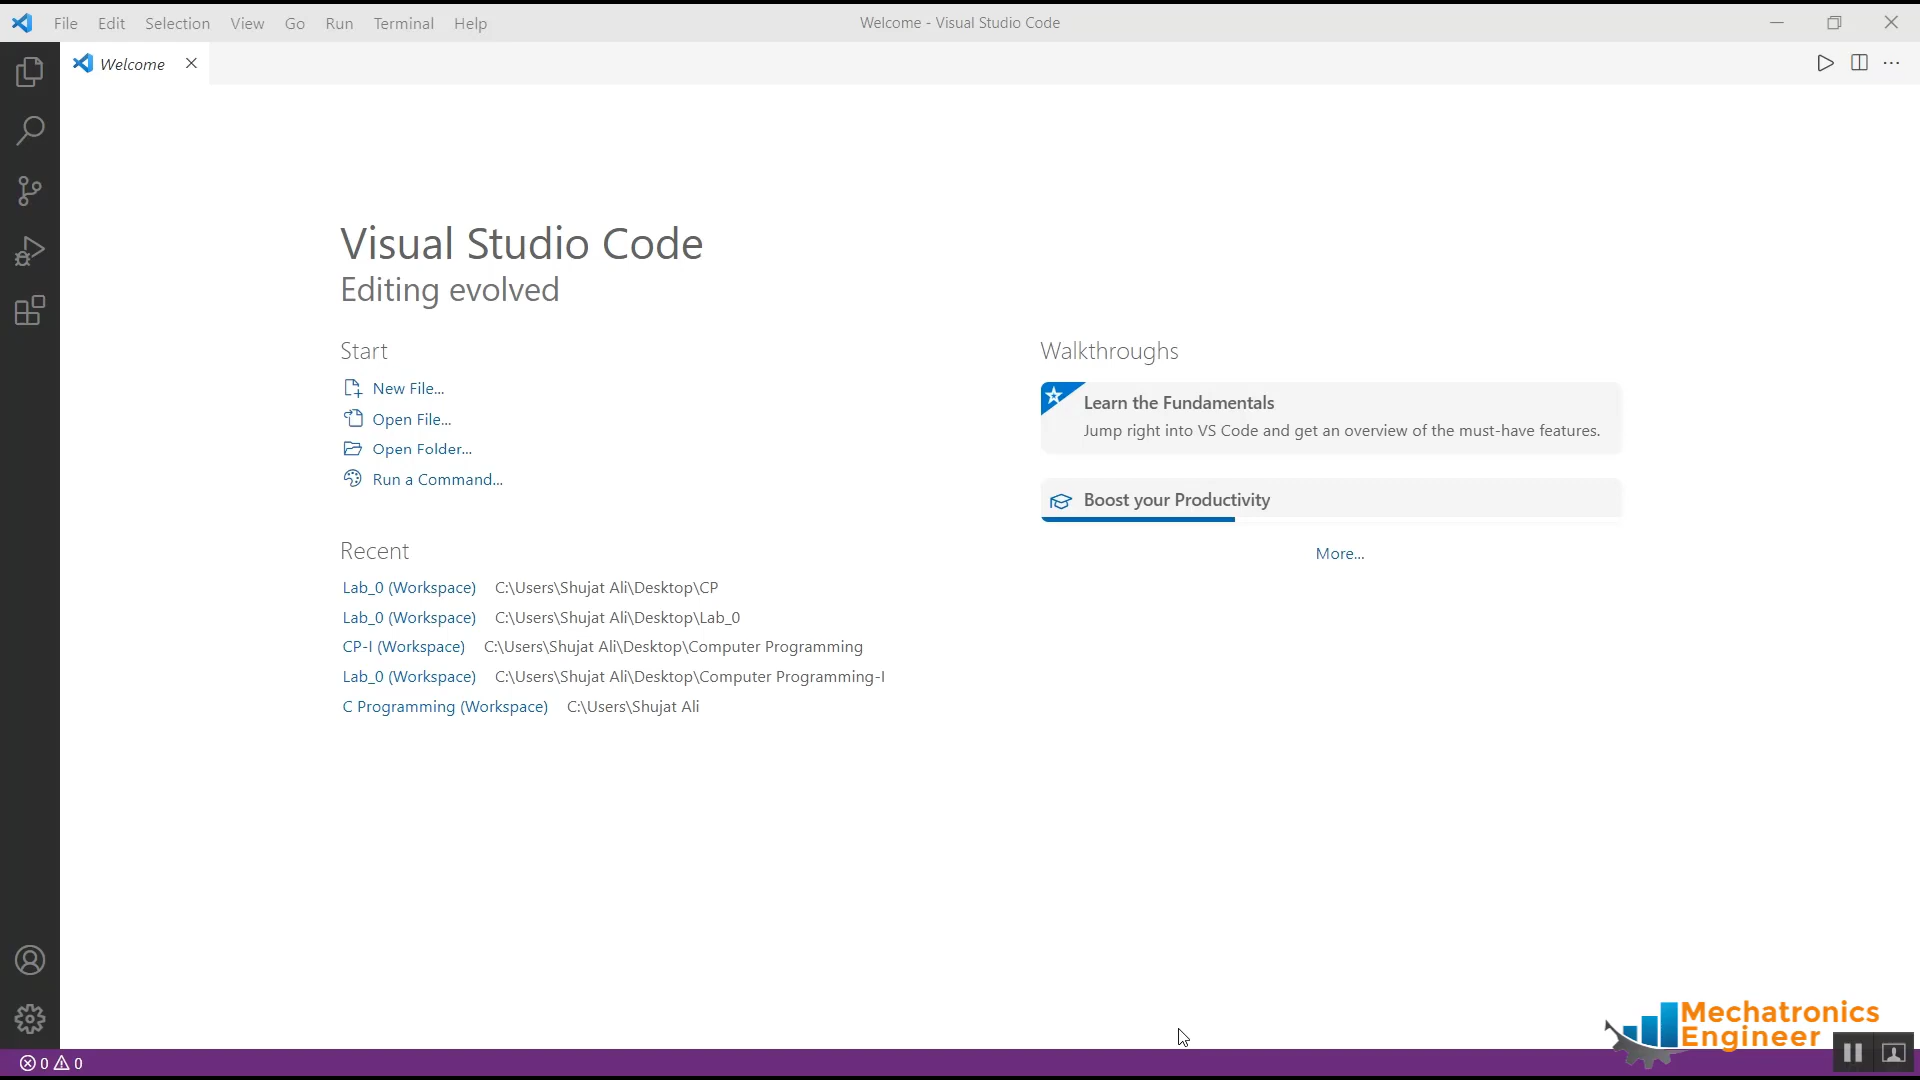 File Edit Selection View Go Run Terminal Help
Welcome - Visual Studio Code
Welcome
Visual Studio Code
Editing evolved
Start
New File...
Open File...
Open Folder...
Run a Command...
Recent
Lab_0 (Workspace) C:\Users\Shujat Ali\Desktop\CP
Lab_0 (Workspace) C:\Users\Shujat Ali\Desktop\Lab_0
CP-I (Workspace) C:\Users\Shujat Ali\Desktop\Computer Programming
Lab_0 (Workspace) C:\Users\Shujat Ali\Desktop\Computer Programming-I
C Programming (Workspace) C:\Users\Shujat Ali
Walkthroughs
Learn the Fundamentals
Jump right into VS Code and get an overview of the must-have features.
Boost your Productivity
More...
Mechatronics
Engineer
0 0